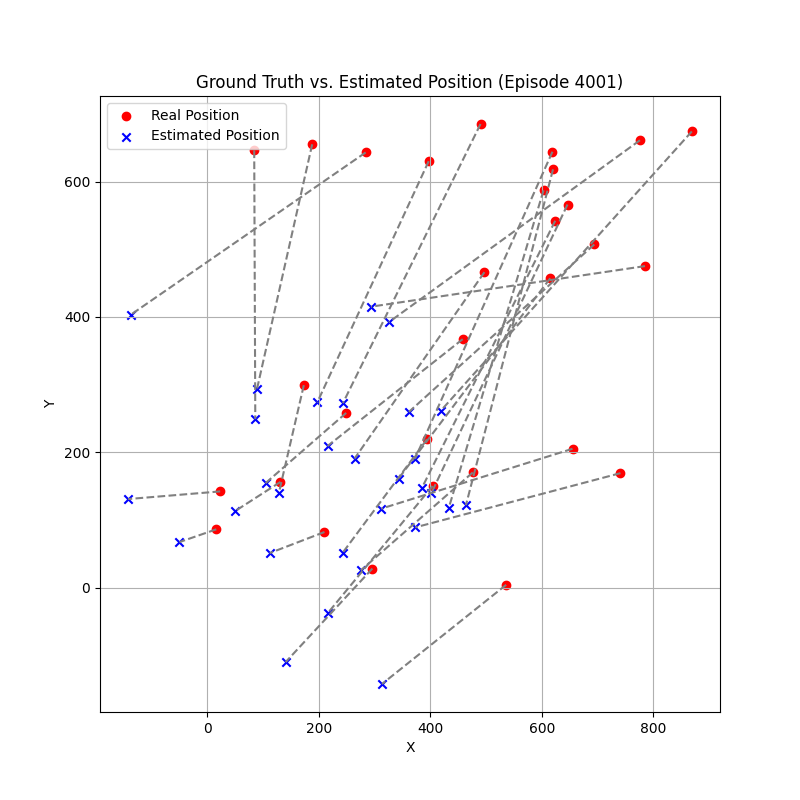 Ground Truth vs. Estimated Position (Episode 4001)
Real Position
Estimated Position
600
400
200
0
Y
0 200 400 600 800
X